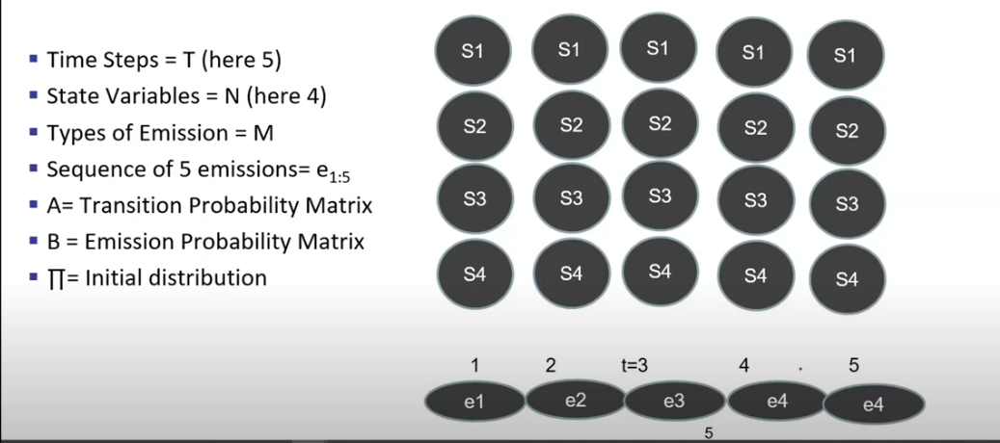 ▪ Time Steps = T (here 5)
▪ State Variables = N (here 4)
▪ Types of Emission = M
▪ Sequence of 5 emissions= e1:5
▪ A= Transition Probability Matrix
▪ B = Emission Probability Matrix
▪ ∏= Initial distribution
S1 S1 S1 S1 S1
S2 S2 S2 S2 S2
S3 S3 S3 S3 S3
S4 S4 S4 S4 S4
1 2 t=3 4 5
e1 e2 e3 e4 e4
5